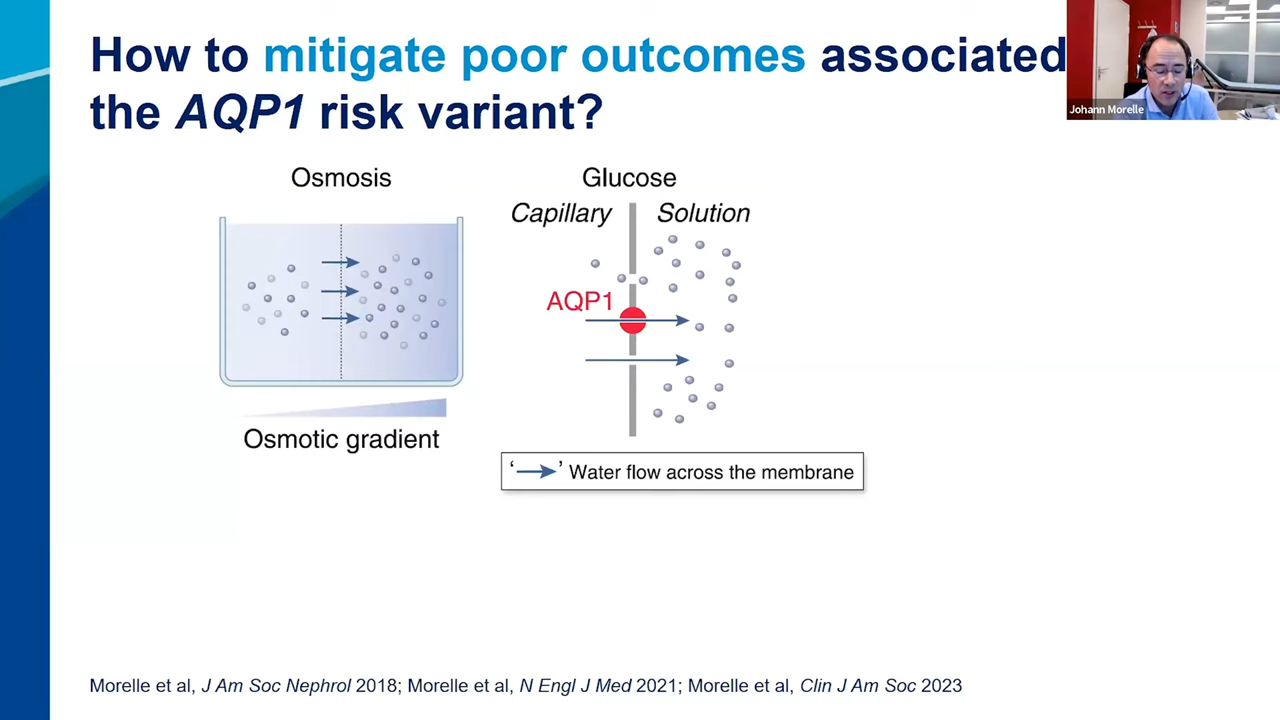 How to mitigate poor outcomes associated
the AQP1 risk variant?
Johann Morelle
Osmosis
Glucose
Capillary
Solution
AQP1
Osmotic gradient
‘→’ Water flow across the membrane
Morelle et al, J Am Soc Nephrol 2018; Morelle et al, N Engl J Med 2021; Morelle et al, Clin J Am Soc 2023